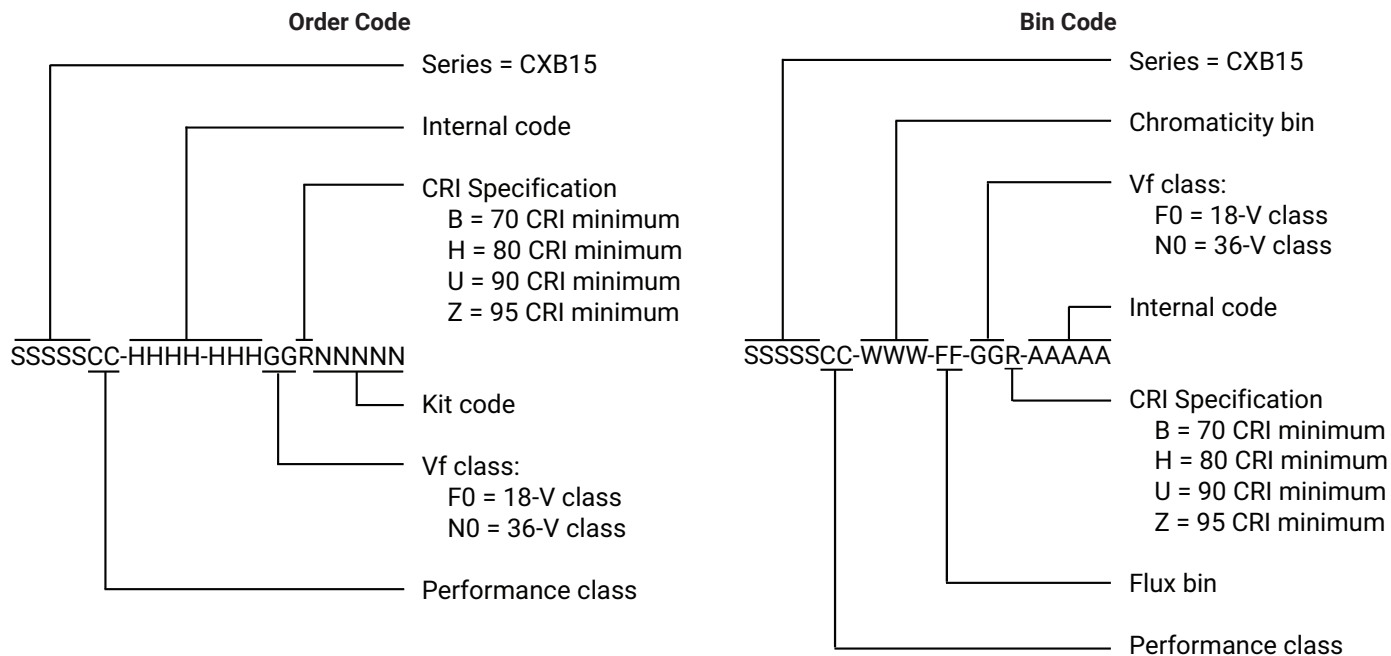 Order Code
Series = CXB15
Internal code
CRI Specification
B = 70 CRI minimum
H = 80 CRI minimum
U = 90 CRI minimum
Z = 95 CRI minimum
SSSSSCC-HHHH-HHHGGRNNNNN
Kit code
Vf class:
F0 = 18-V class
N0 = 36-V class
Performance class
Bin Code
Series = CXB15
Chromaticity bin
Vf class:
F0 = 18-V class
N0 = 36-V class
Internal code
SSSSSCC-WWW-FF-GGR-AAAAA
CRI Specification
B = 70 CRI minimum
H = 80 CRI minimum
U = 90 CRI minimum
Z = 95 CRI minimum
Flux bin
Performance class